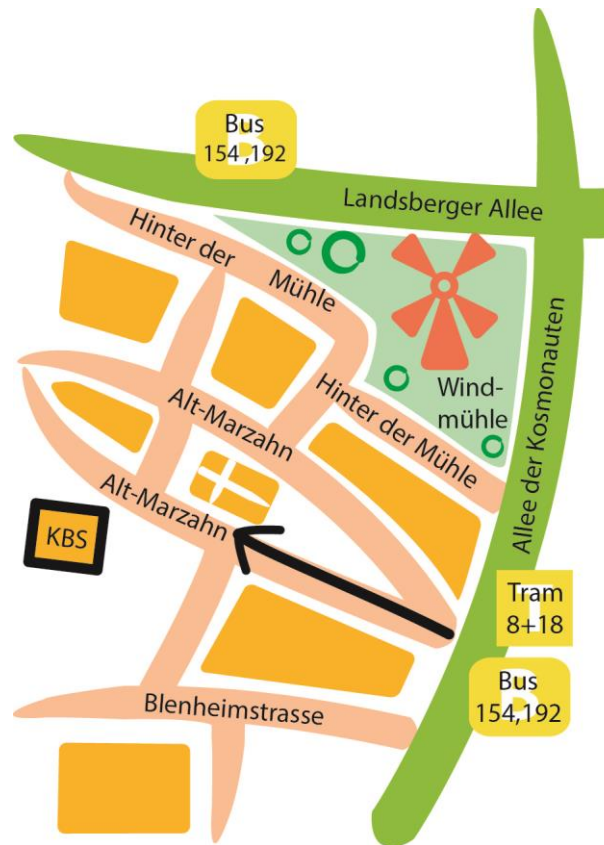 B
Bus
154 ,192
Landsberger Allee
Hinter der
Mühle
Wind-
mühle
Hinter der Mühle
Alt-Marzahn
Alt-Marzahn
Allee der Kosmonauten
KBS
T
Tram
8+18
B
Bus
154,192
Blenheimstrasse